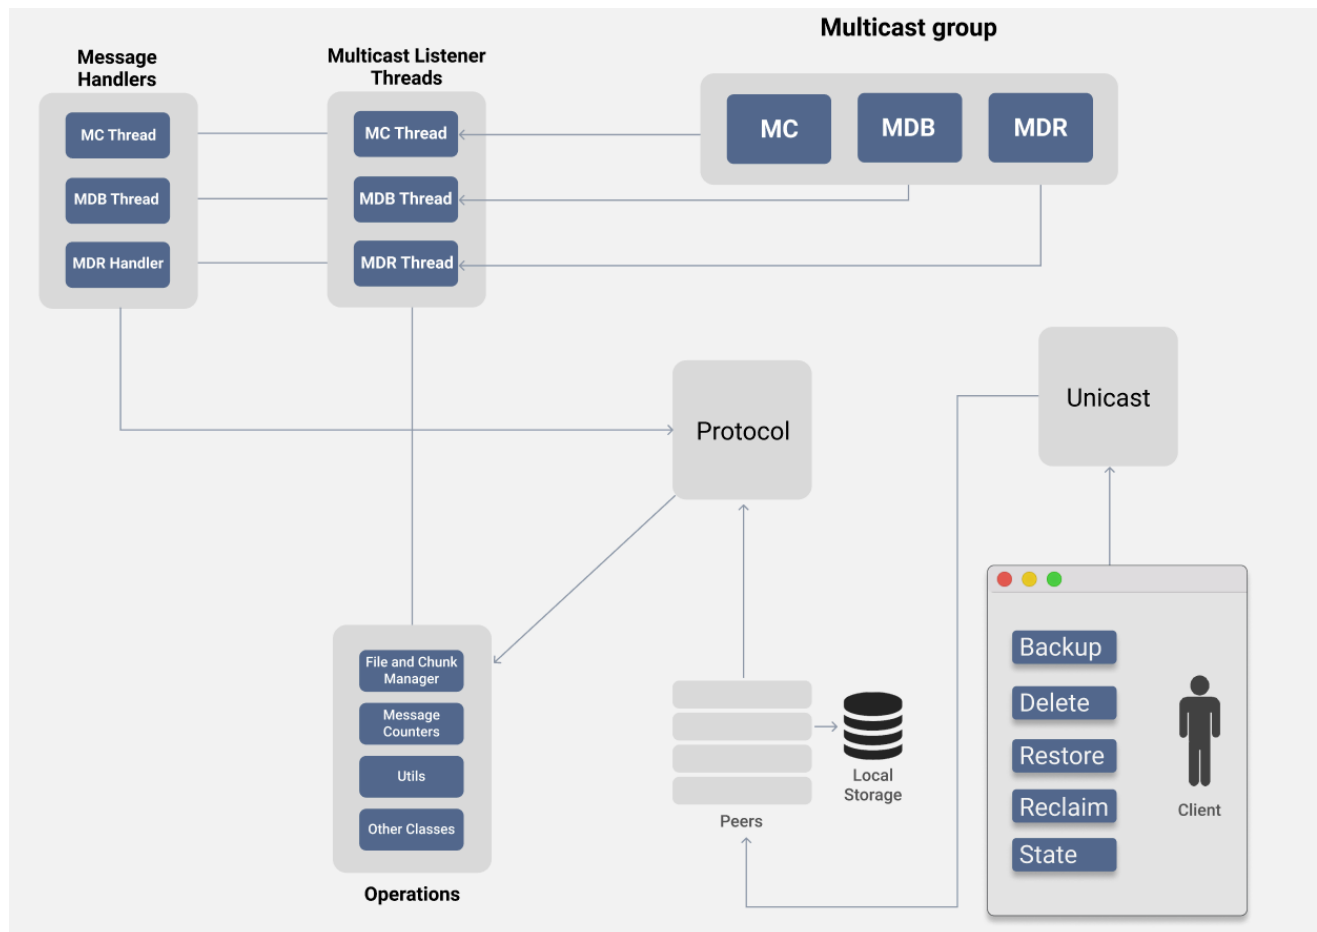 Multicast group
Message
Handlers
Multicast Listener
Threads
MC Thread
MDB Thread
MDR Handler
MC Thread
MDB Thread
MDR Thread
MC
MDB
MDR
Protocol
Unicast
File and Chunk
Manager
Message
Counters
Utils
Other Classes
Operations
Peers
Local
Storage
Backup
Delete
Restore
Reclaim
State
Client